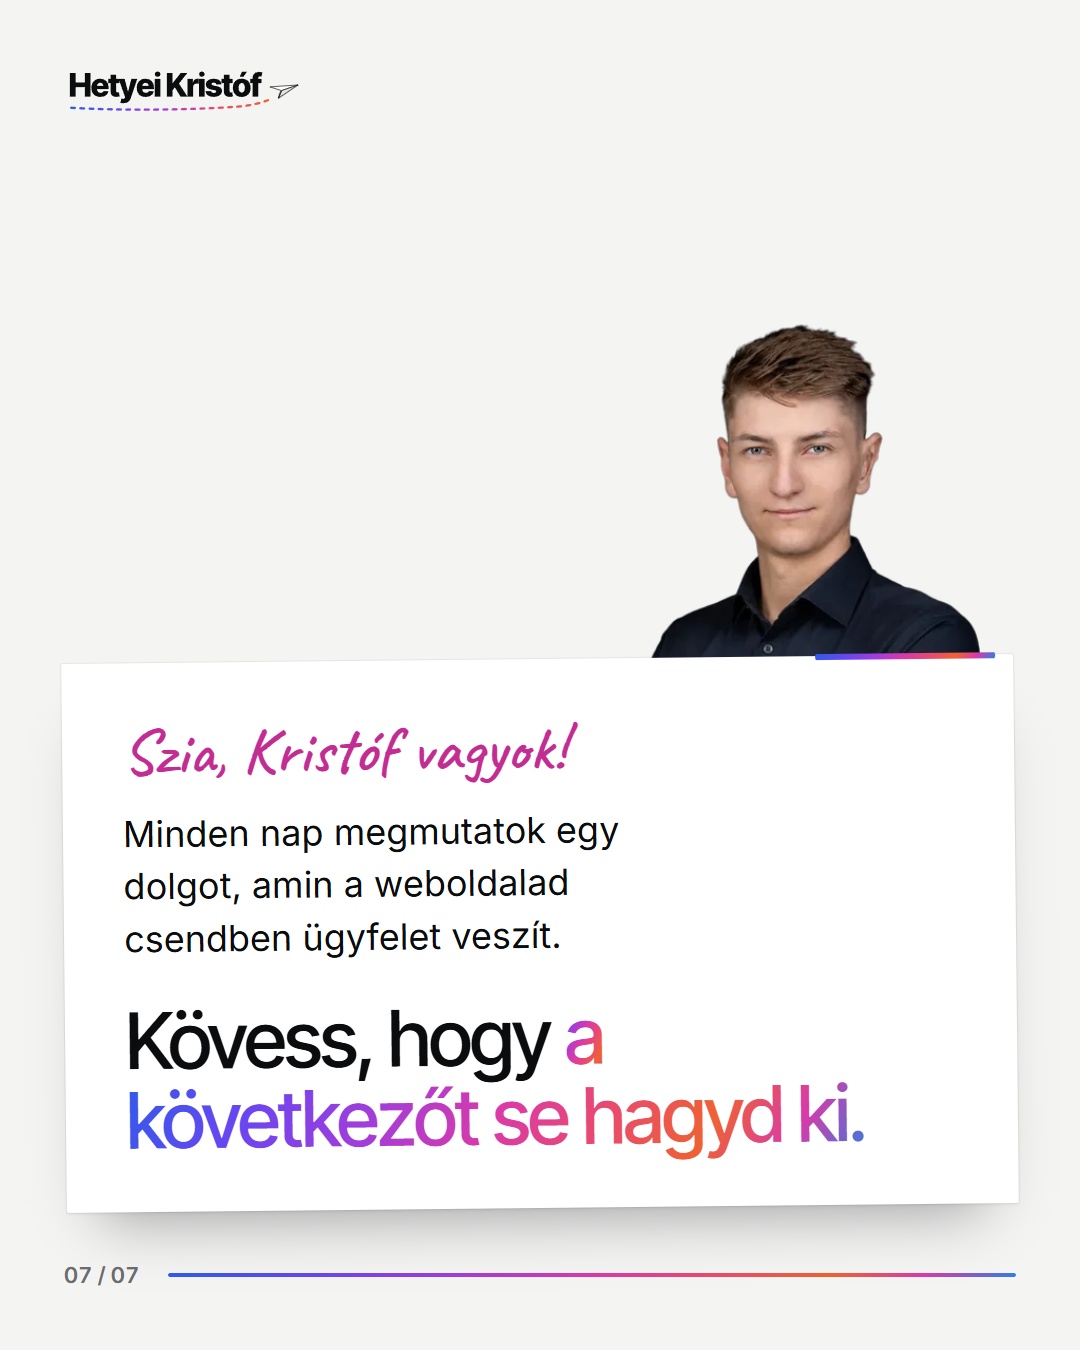 Hetyei Kristóf
Szia, Kristóf vagyok!
Minden nap megmutatok egy
dolgot, amin a weboldalad
csendben ügyfelet veszít.
Kövess, hogy a
következőt se hagyd ki.
07 / 07